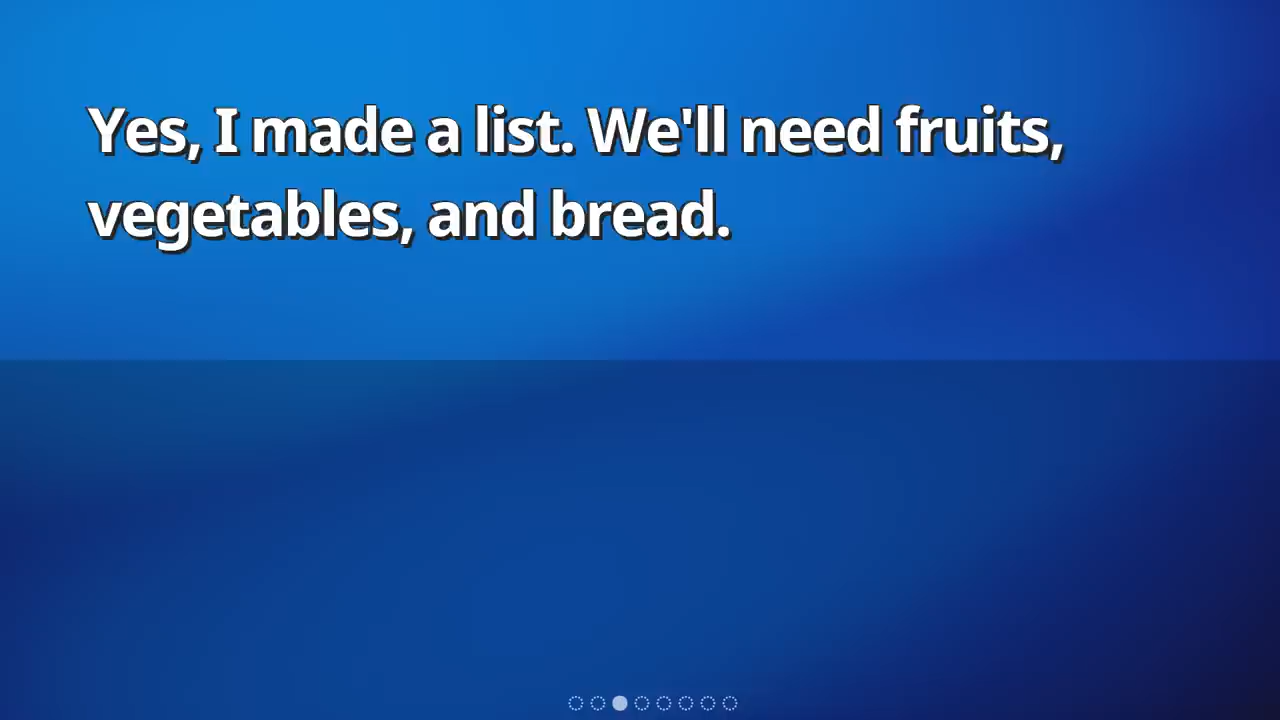 Yes, I made a list. We'll need fruits,
vegetables, and bread.